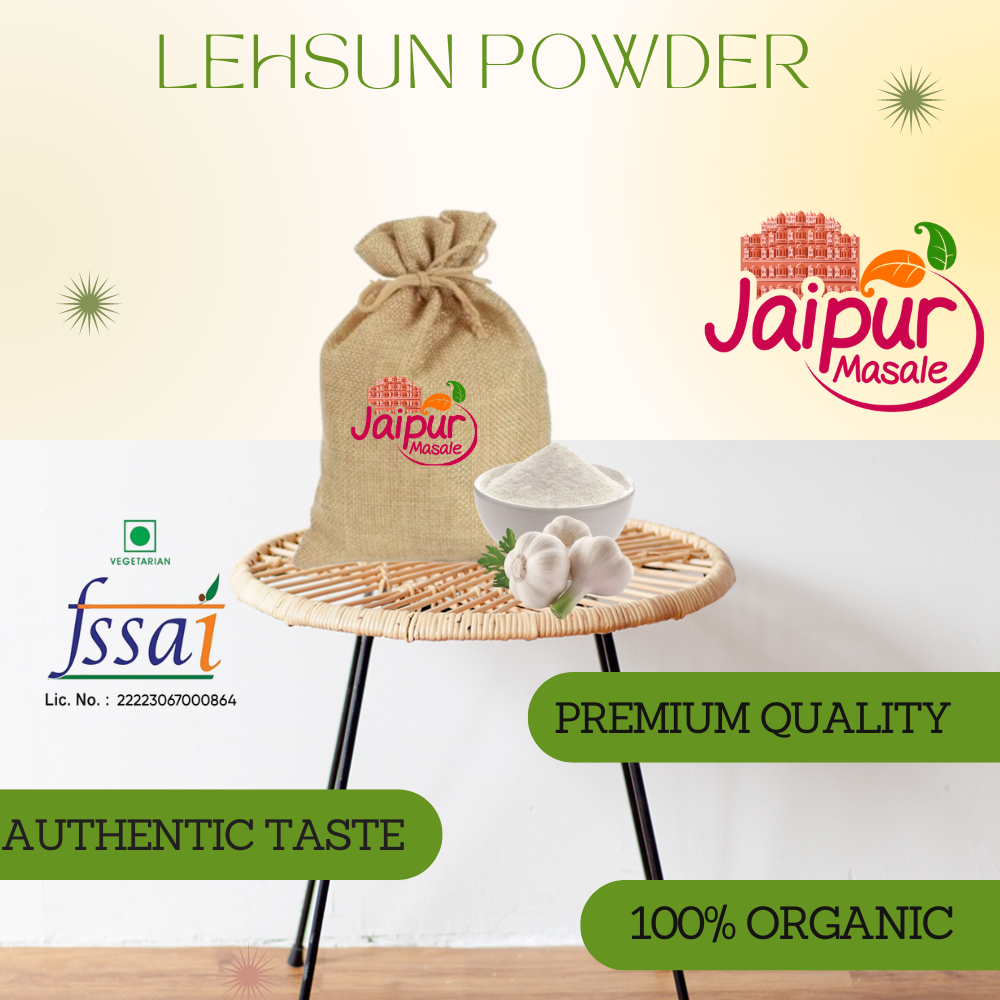 LEHSUN POWDER
Jaipur
Masale
Jaipur
Masale
VEGETARIAN
fssai
Lic. No. : 22223067000864
PREMIUM QUALITY
AUTHENTIC TASTE
100% ORGANIC